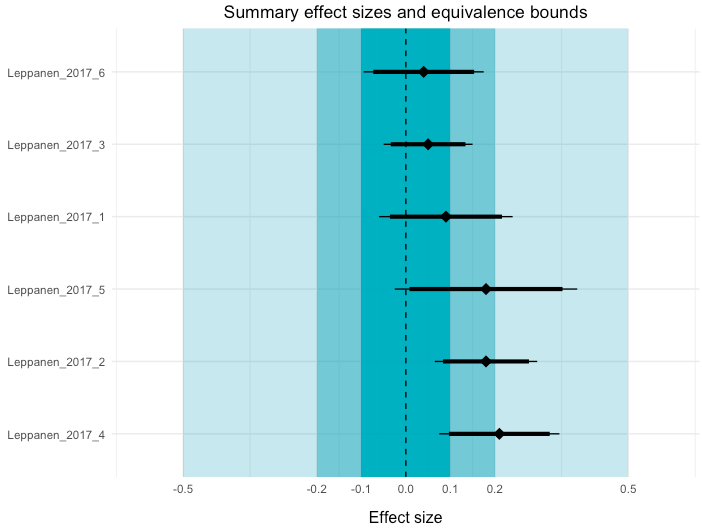 Summary effect sizes and equivalence bounds
Leppanen_2017_6
Leppanen_2017_3
Leppanen_2017_1
Leppanen_2017_5
Leppanen_2017_2
Leppanen_2017_4
-0.5 -0.2 -0.1 0.0 0.1 0.2 0.5
Effect size